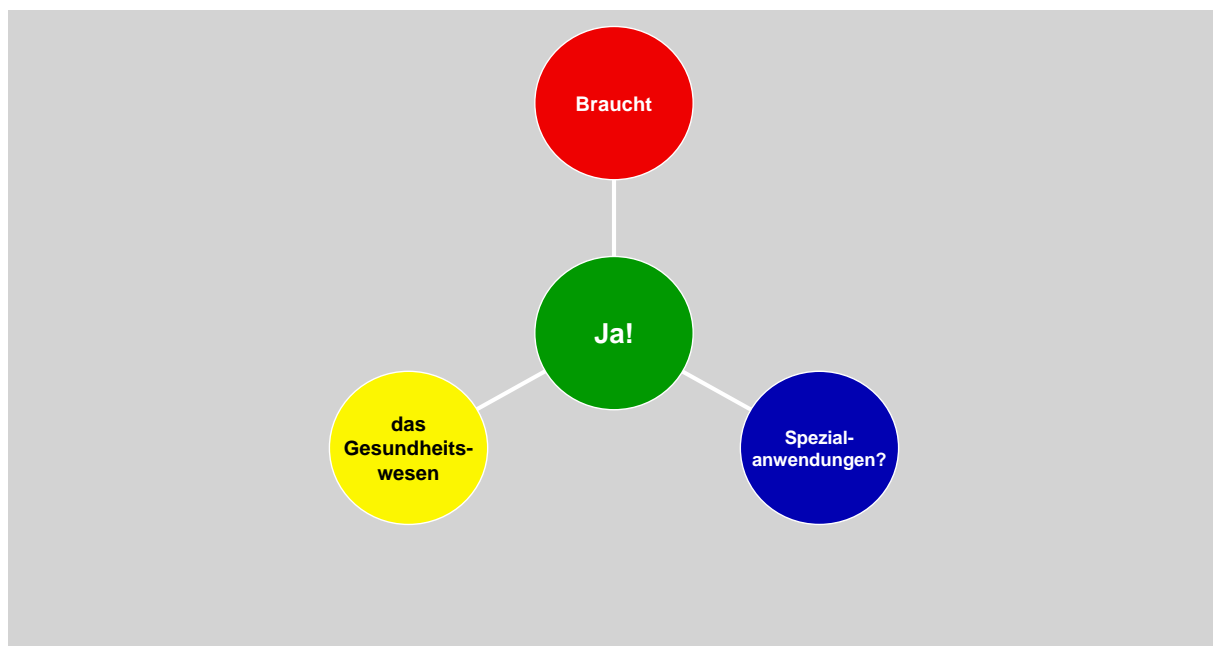 Braucht
Ja!
das
Gesundheits-
wesen
Spezial-
anwendungen?